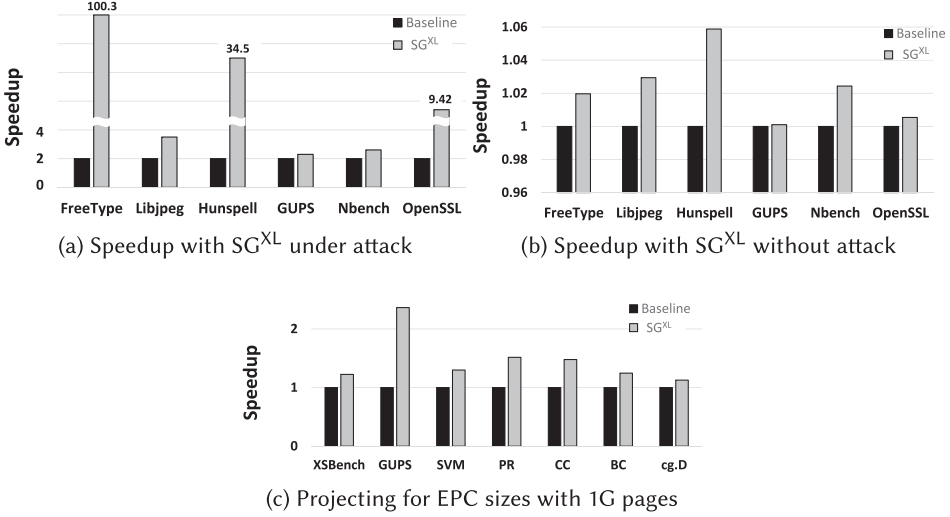 100.3
Baseline
SG^XL
34.5
9.42
Speedup
4
2
0
FreeType Libjpeg Hunspell GUPS Nbench OpenSSL
(a) Speedup with SG^XL under attack
1.06
1.04
1.02
1
0.98
0.96
Baseline
SG^XL
Speedup
FreeType Libjpeg Hunspell GUPS Nbench OpenSSL
(b) Speedup with SG^XL without attack
Baseline
SG^XL
Speedup
2
1
0
XSBench GUPS SVM PR CC BC cg.D
(c) Projecting for EPC sizes with 1G pages